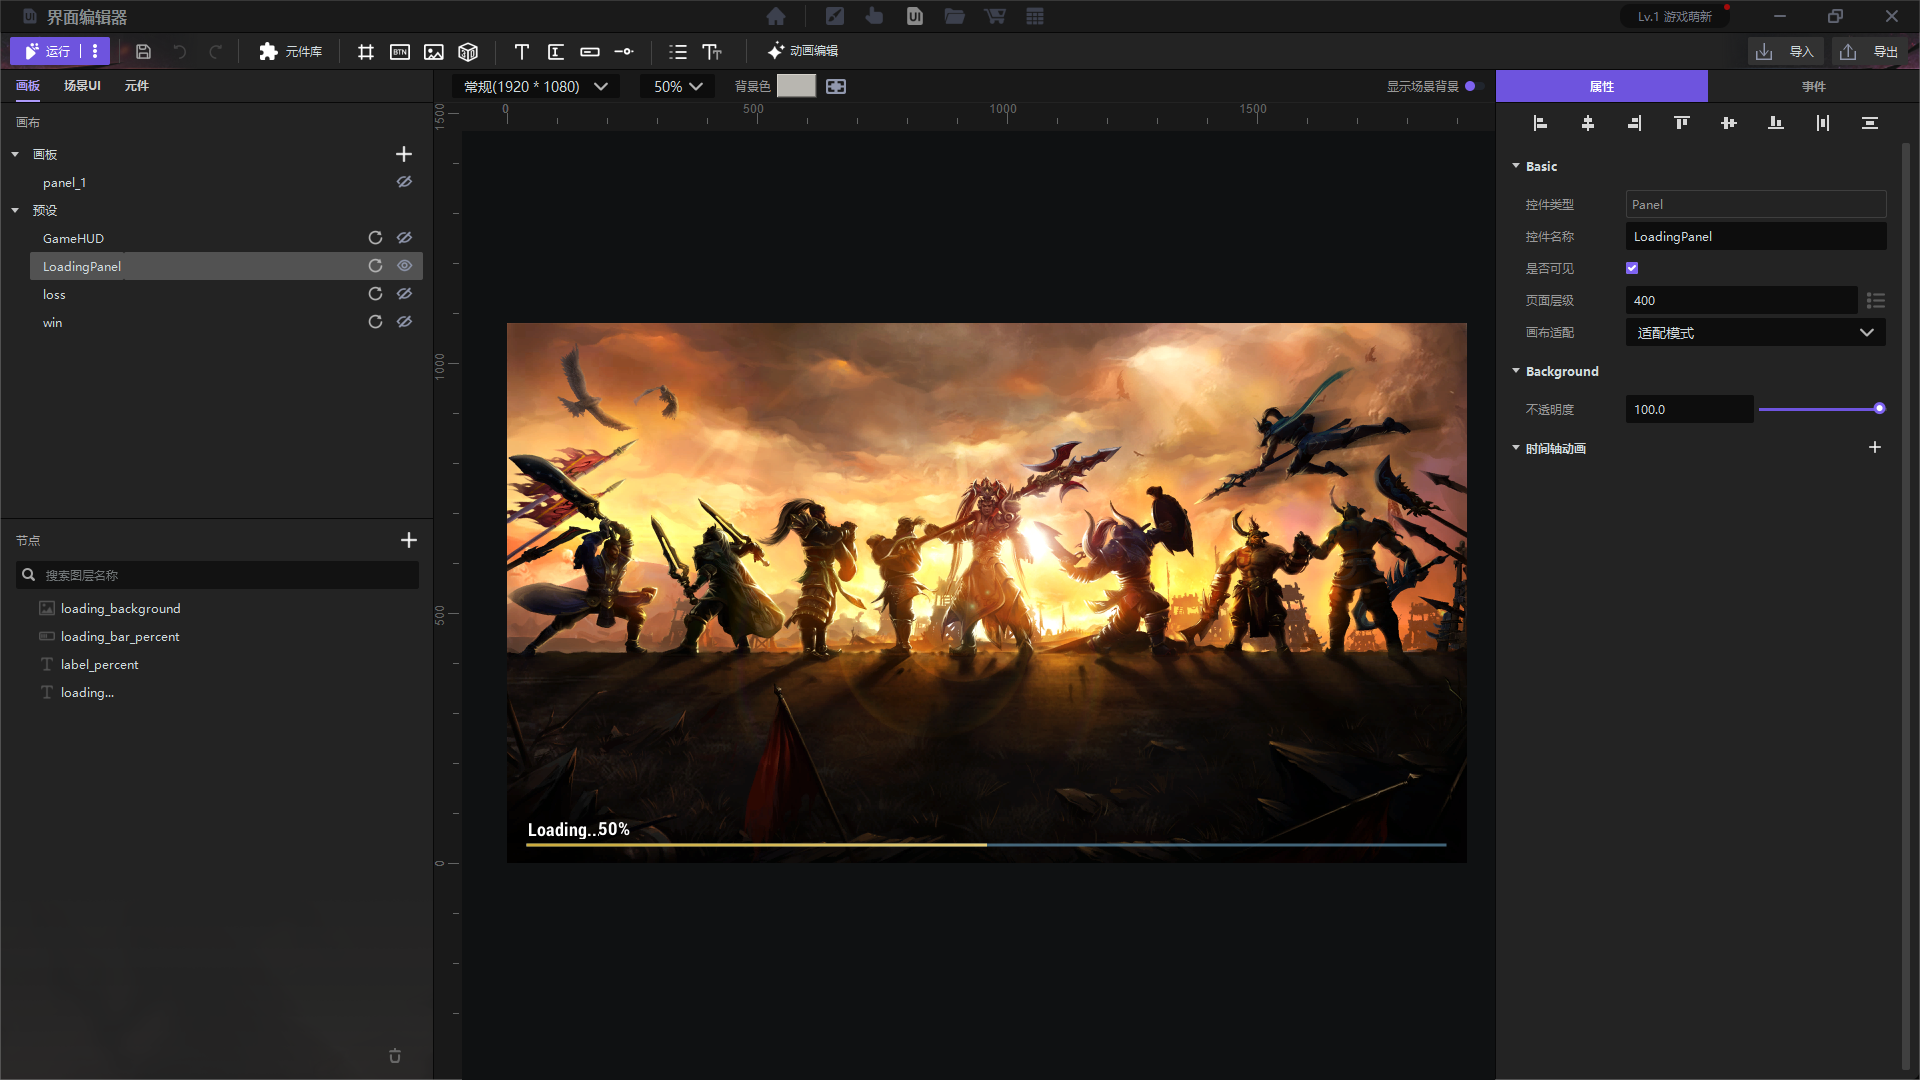 界面编辑器
UI
Lv.1 游戏萌新
运行
元件库
BTN
3D
动画编辑
导入
导出
画板 场景UI 元件
常规(1920 * 1080)
50%
背景色
显示场景背景
属性
事件
0 500 1000 1500
1500
1000
500
0
画布
画板
panel_1
预设
GameHUD
LoadingPanel
loss
win
节点
搜索图层名称
loading_background
loading_bar_percent
label_percent
loading...
Loading...50%
Basic
控件类型 Panel
控件名称 LoadingPanel
是否可见
页面层级 400
画布适配 适配模式
Background
不透明度 100.0
时间轴动画